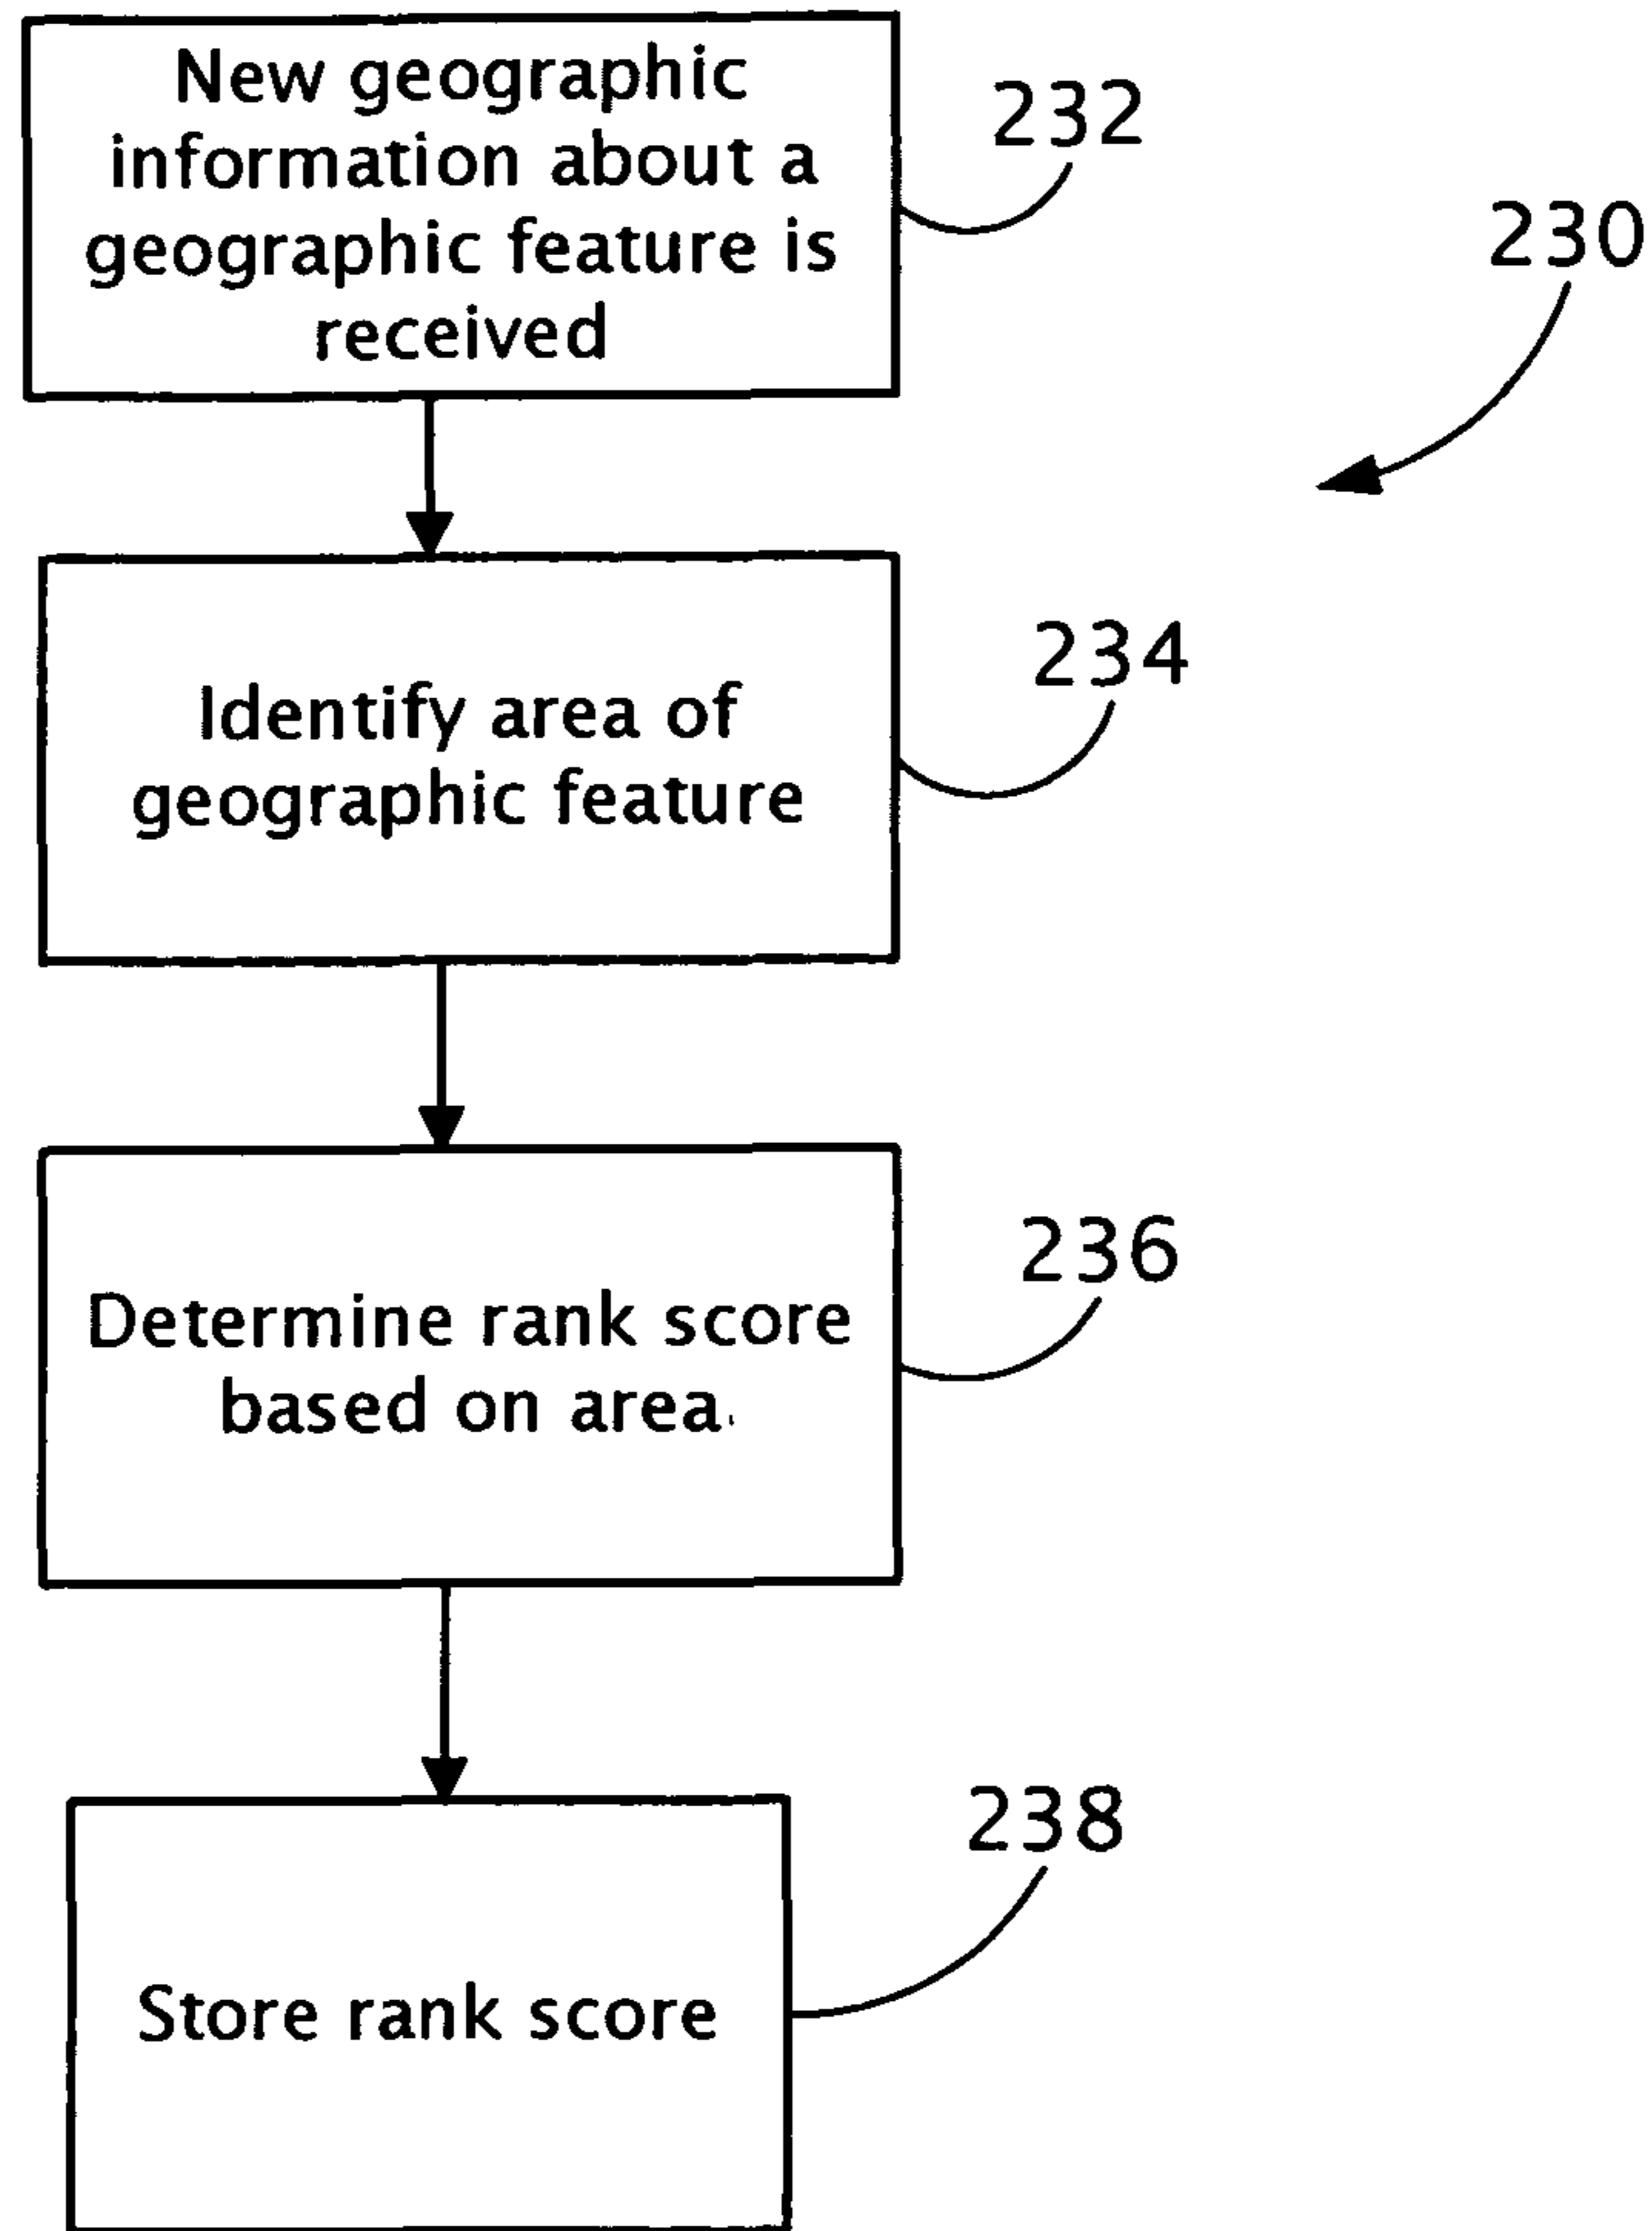 New geographic
information about a
geographic feature is
received
232
230
Identify area of
geographic feature
234
Determine rank score
based on area.
236
Store rank score
238